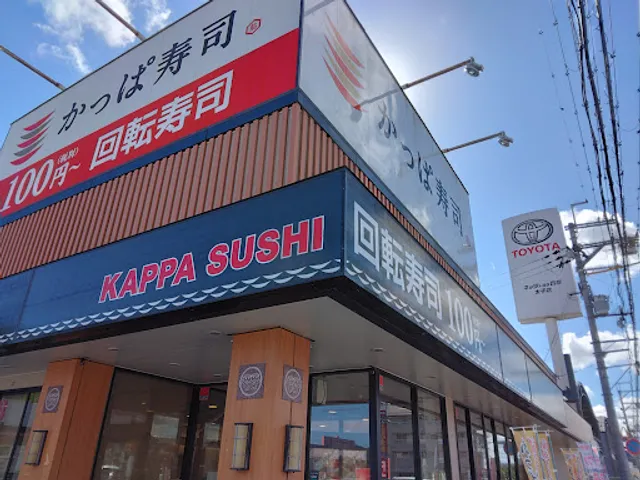 かっぱ寿司
100円~ (税別) 回転寿司
かっぱ寿司
KAPPA SUSHI
回転寿司 100円~
TOYOTA